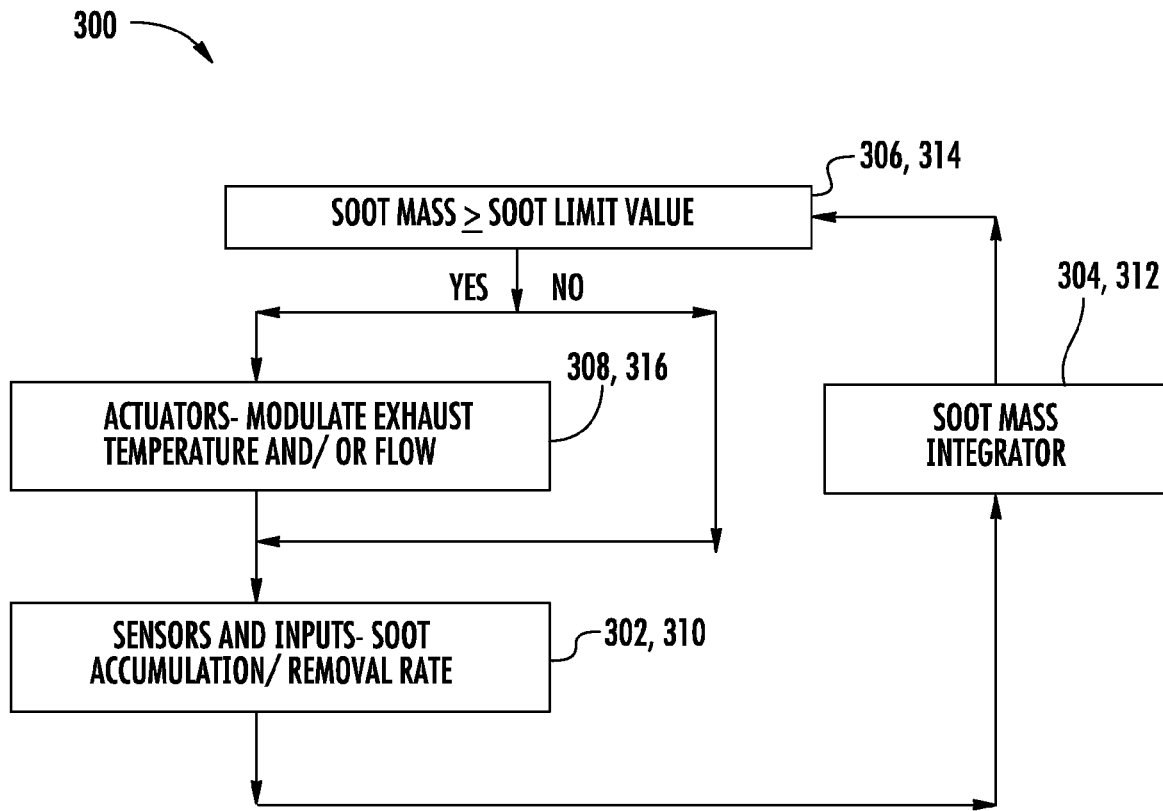 300
306, 314
SOOT MASS ≥ SOOT LIMIT VALUE
304, 312
YES NO
308, 316
ACTUATORS- MODULATE EXHAUST
TEMPERATURE AND/ OR FLOW
SOOT MASS
INTEGRATOR
SENSORS AND INPUTS- SOOT
ACCUMULATION/ REMOVAL RATE
302, 310